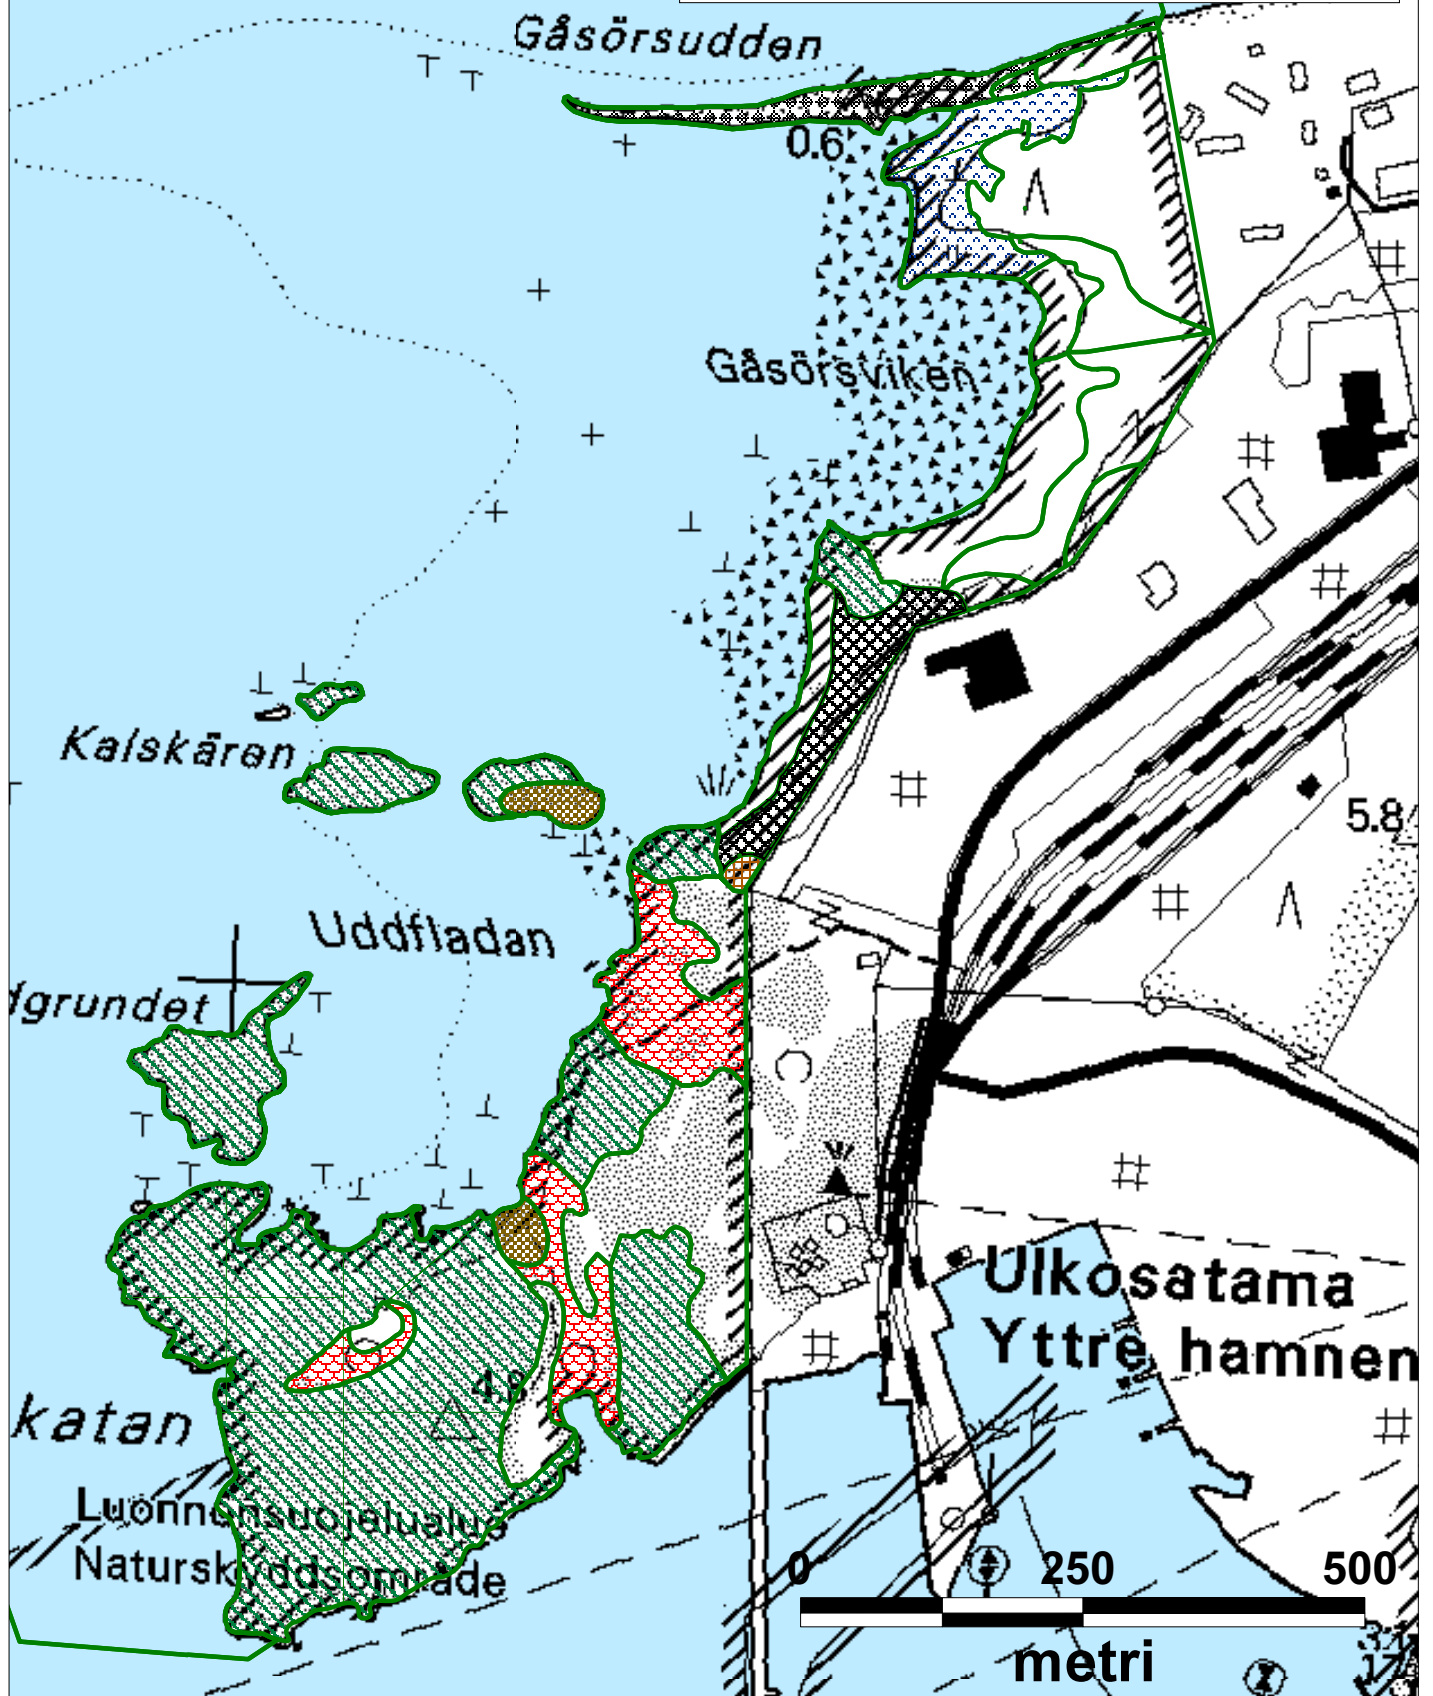 Gåsörsudden
0.6
Gåsörsviken
Kalskären
5.8
Uddfladan
dgrundet
Ulkosatama
Yttre hamnen
4.8
katan
Luonnonsuojelualue
Naturskyddsområde
0 250 500
metri